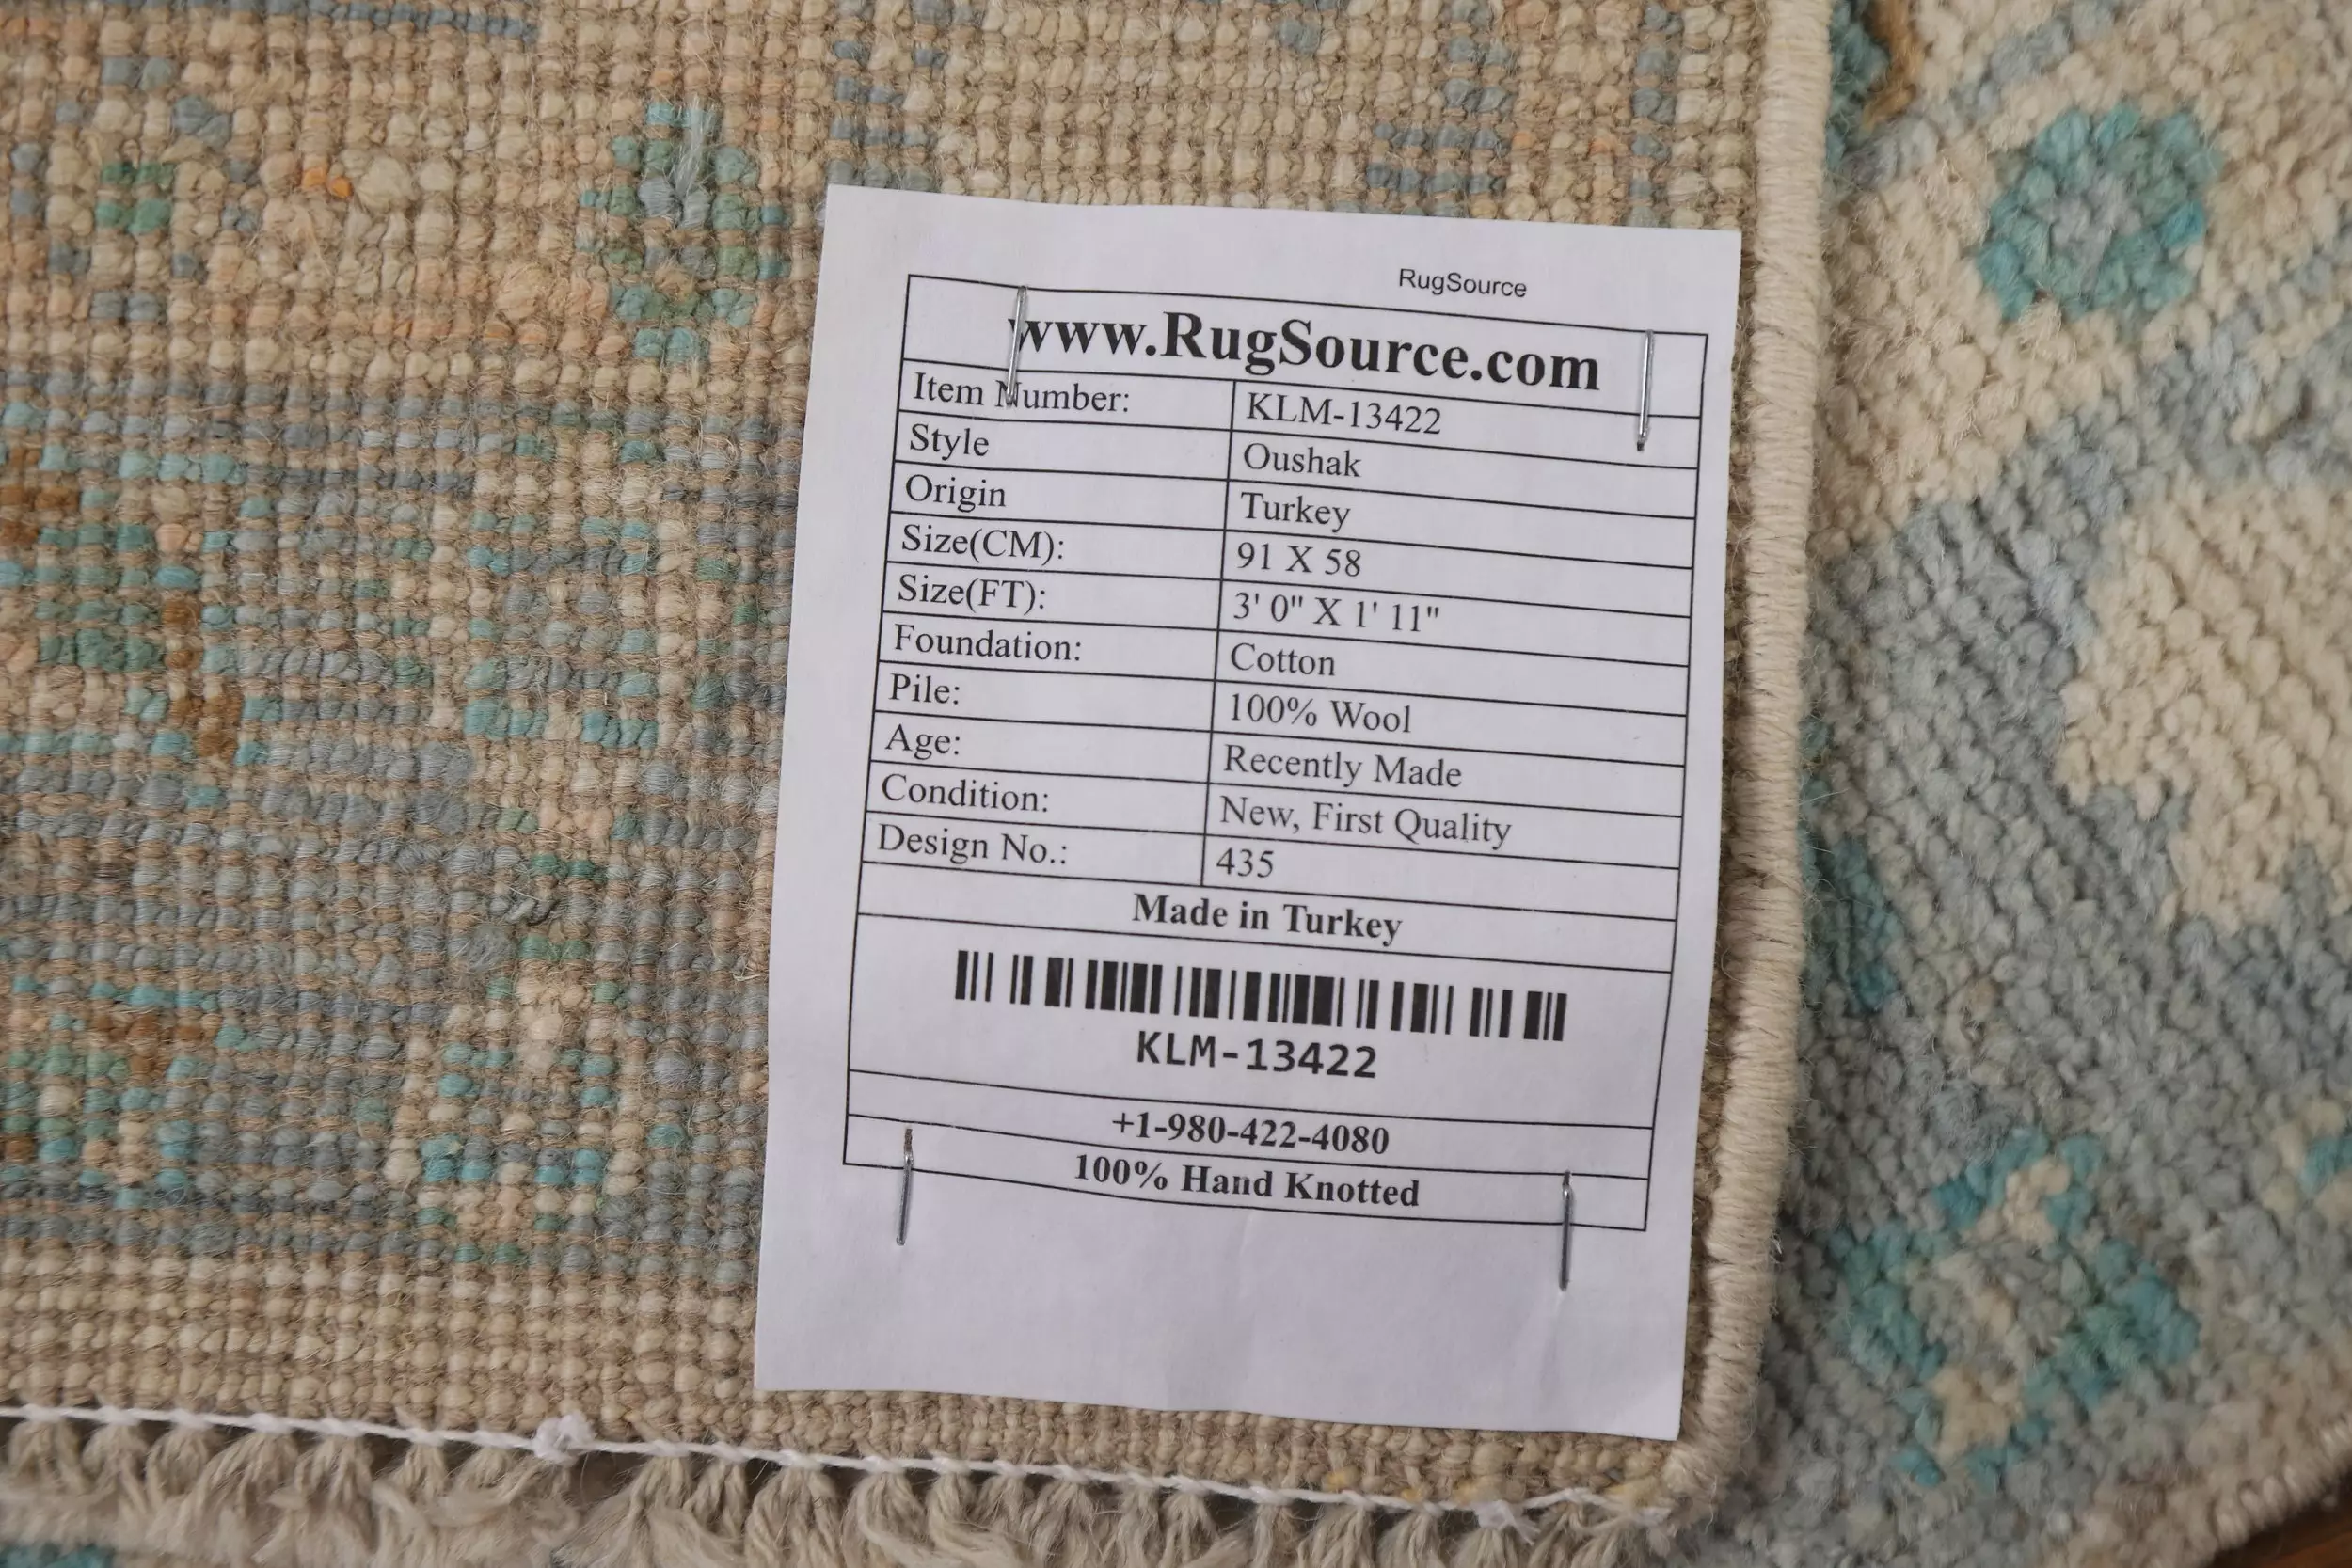 RugSource
www.RugSource.com
Item Number: KLM-13422
Style Oushak
Origin Turkey
Size(CM): 91 X 58
Size(FT): 3' 0" X 1' 11"
Foundation: Cotton
Pile: 100% Wool
Age: Recently Made
Condition: New, First Quality
Design No.: 435
Made in Turkey
KLM-13422
+1-980-422-4080
100% Hand Knotted